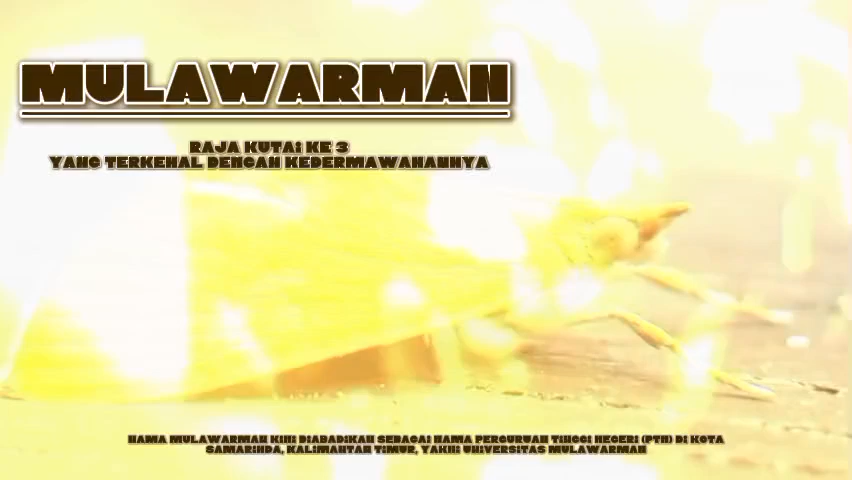 MULAWARMAN
RAJA KUTAI KE 3
YANG TERKENAL DENGAN KEDERMAWANANNYA
NAMA MULAWARMAN KINI DIABADIKAN SEBAGAI NAMA PERGURUAN TINGGI NEGERI (PTN) DI KOTA
SAMARINDA, KALIMANTAN TIMUR, YAKNI UNIVERSITAS MULAWARMAN